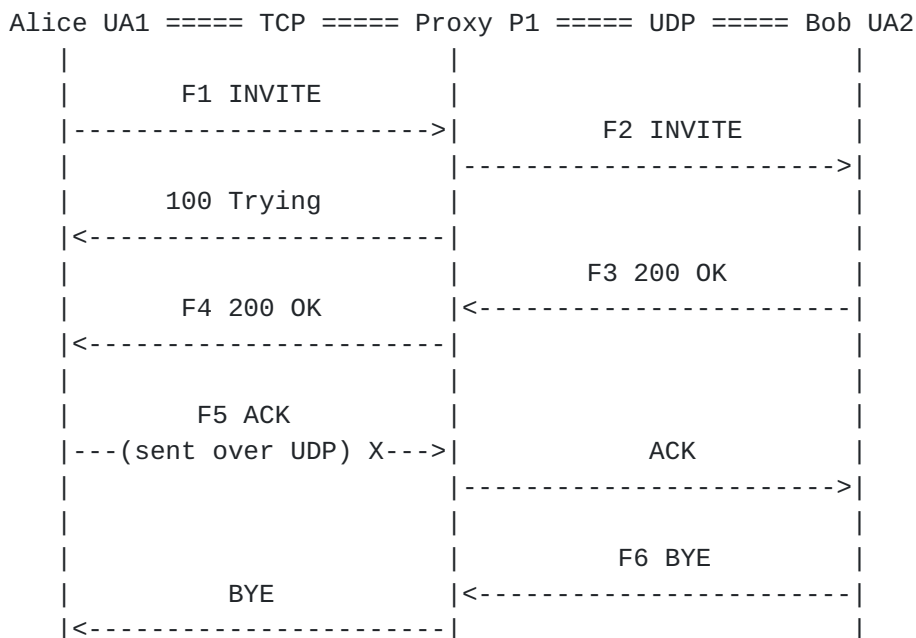 Alice UA1 ===== TCP ===== Proxy P1 ===== UDP ===== Bob UA2
F1 INVITE
----------------------->
F2 INVITE
------------------------>
100 Trying
<-----------------------
F3 200 OK
F4 200 OK
<------------------------
<-----------------------
F5 ACK
---(sent over UDP) X--->
ACK
------------------------>
F6 BYE
BYE
<------------------------
<-----------------------